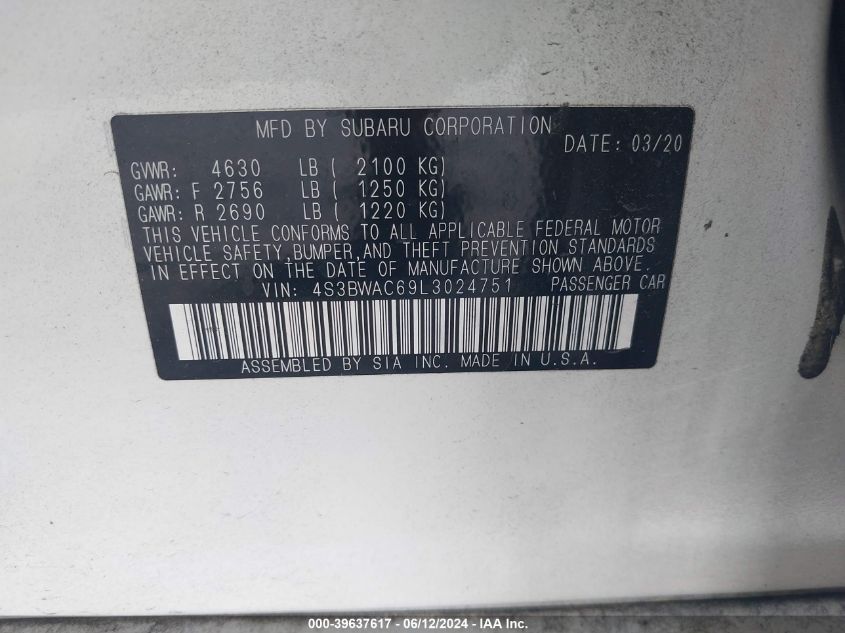 MFD BY SUBARU CORPORATION
DATE: 03/20
GVWR: 4630 LB ( 2100 KG)
GAWR: F 2756 LB ( 1250 KG)
GAWR: R 2690 LB ( 1220 KG)
THIS VEHICLE CONFORMS TO ALL APPLICABLE FEDERAL MOTOR
VEHICLE SAFETY,BUMPER,AND THEFT PREVENTION STANDARDS
IN EFFECT ON THE DATE OF MANUFACTURE SHOWN ABOVE.
VIN: 4S3BWAC69L3024751 PASSENGER CAR
ASSEMBLED BY SIA INC. MADE IN U.S.A.
000-39637617 - 06/12/2024 - IAA Inc.